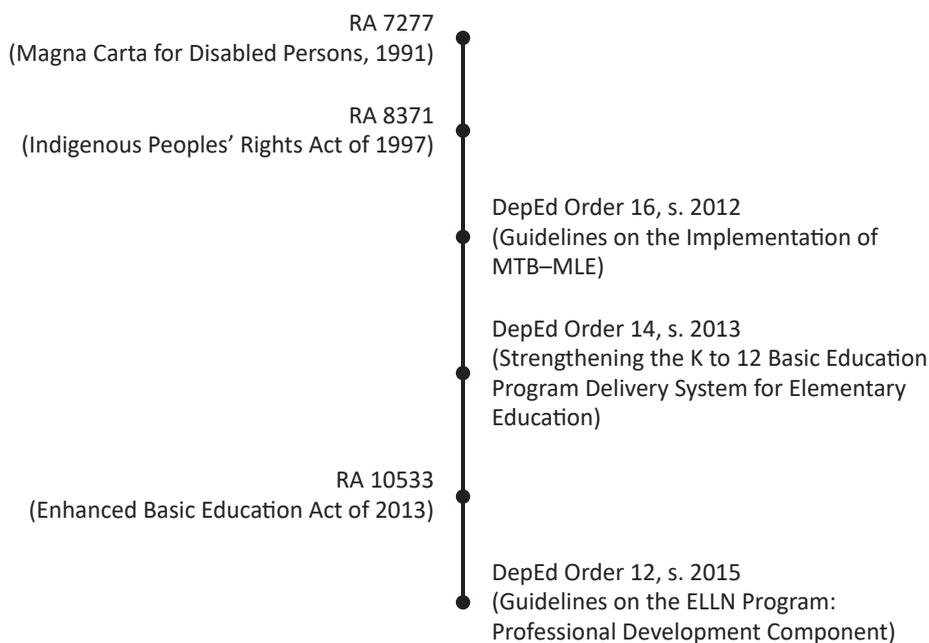 RA 7277
(Magna Carta for Disabled Persons, 1991)
RA 8371
(Indigenous Peoples’ Rights Act of 1997)
DepEd Order 16, s. 2012
(Guidelines on the Implementation of
MTB–MLE)
DepEd Order 14, s. 2013
(Strengthening the K to 12 Basic Education
Program Delivery System for Elementary
Education)
RA 10533
(Enhanced Basic Education Act of 2013)
DepEd Order 12, s. 2015
(Guidelines on the ELLN Program:
Professional Development Component)